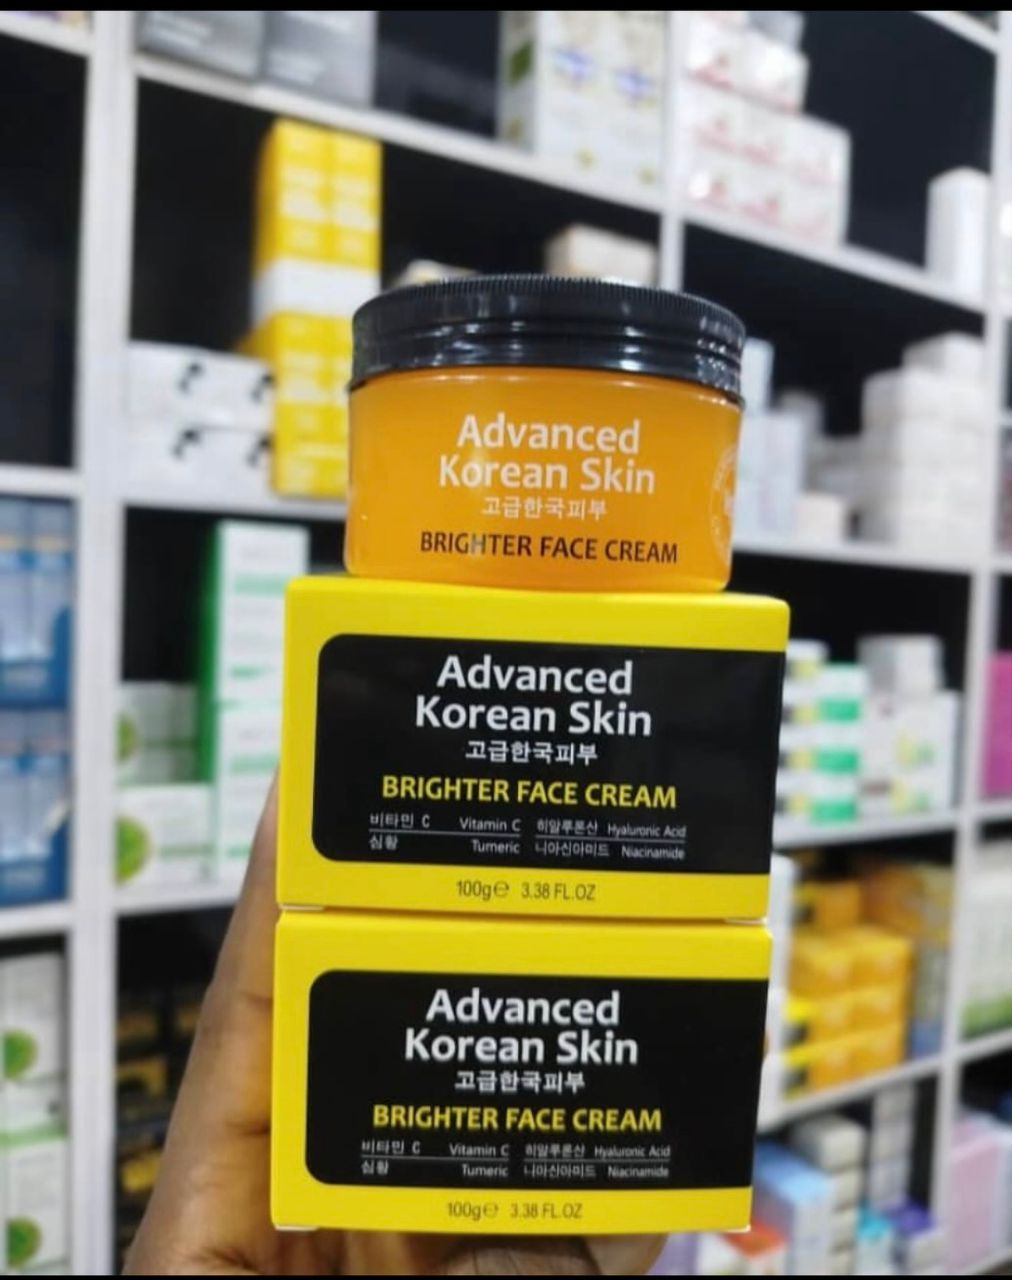 Advanced
Korean Skin
고급한국피부
BRIGHTER FACE CREAM
Advanced
Korean Skin
고급한국피부
BRIGHTER FACE CREAM
비타민 C Vitamin C 히알루론산 Hyaluronic Acid
심황 Tumeric 니아신아미드 Niacinamide
100g℮ 3.38 FL.OZ
Advanced
Korean Skin
고급한국피부
BRIGHTER FACE CREAM
비타민 C Vitamin C 히알루론산 Hyaluronic Acid
심황 Tumeric 니아신아미드 Niacinamide
100g℮ 3.38 FL.OZ